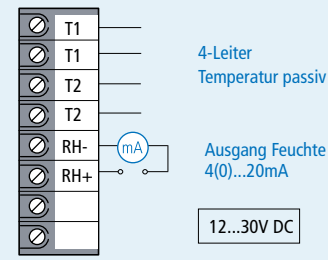 T1
T1
T2
T2
RH-
RH+
mA
4-Leiter
Temperatur passiv
Ausgang Feuchte
4(0)...20mA
12...30V DC